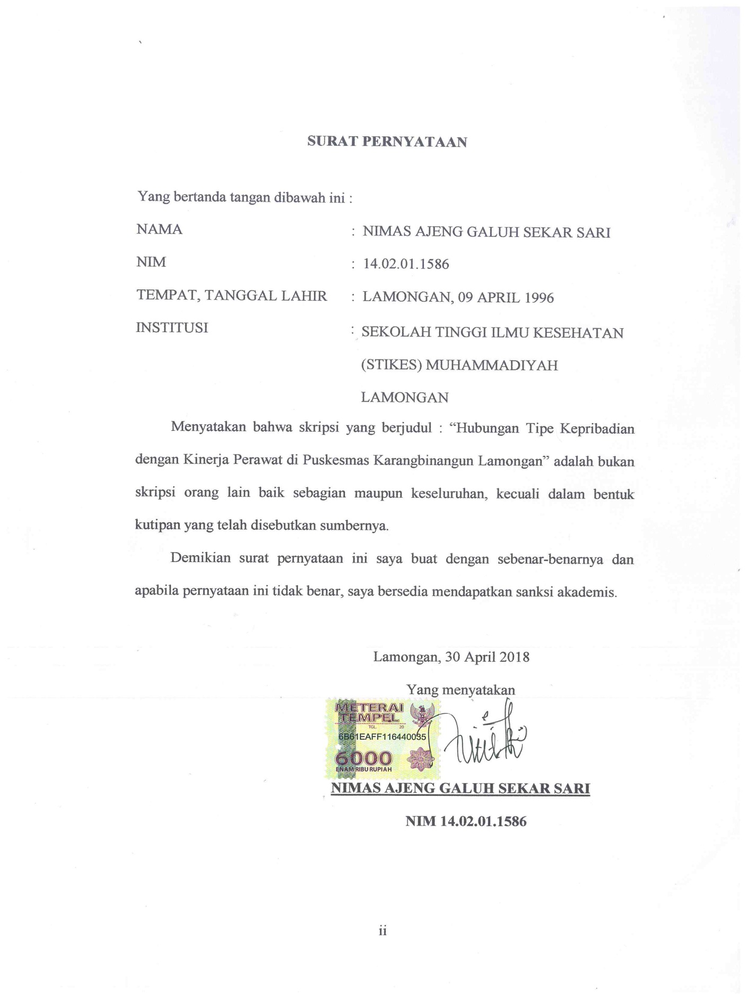 SURAT PERNYATAAN
Yang bertanda tangan dibawah ini :
NAMA : NIMAS AJENG GALUH SEKAR SARI
NIM : 14.02.01.1586
TEMPAT, TANGGAL LAHIR : LAMONGAN, 09 APRIL 1996
INSTITUSI : SEKOLAH TINGGI ILMU KESEHATAN
(STIKES) MUHAMMADIYAH
LAMONGAN
Menyatakan bahwa skripsi yang berjudul : “Hubungan Tipe Kepribadian
dengan Kinerja Perawat di Puskesmas Karangbinangun Lamongan” adalah bukan
skripsi orang lain baik sebagian maupun keseluruhan, kecuali dalam bentuk
kutipan yang telah disebutkan sumbernya.
Demikian surat pernyataan ini saya buat dengan sebenar-benarnya dan
apabila pernyataan ini tidak benar, saya bersedia mendapatkan sanksi akademis.
Lamongan, 30 April 2018
Yang menyatakan
METERAI
TEMPEL
TGL. 20
6B61EAFF116440035
6000
ENAM RIBU RUPIAH
NIMAS AJENG GALUH SEKAR SARI
NIM 14.02.01.1586
ii